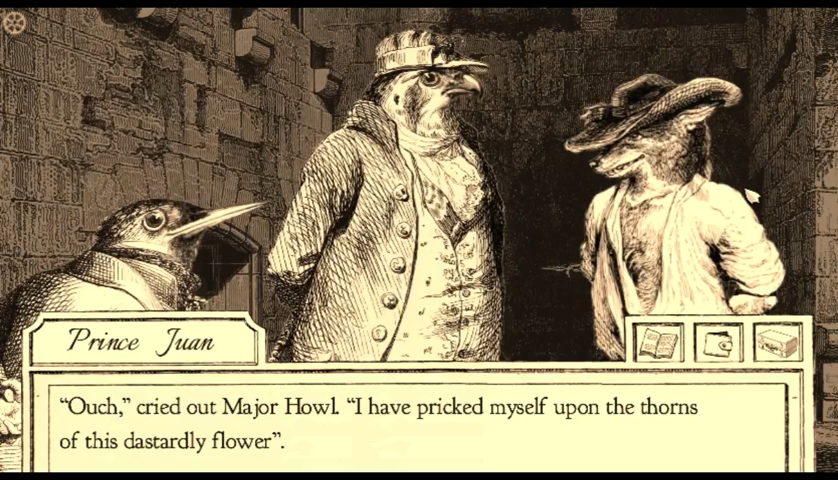 Prince Juan
“Ouch,” cried out Major Howl. “I have pricked myself upon the thorns
of this dastardly flower”.